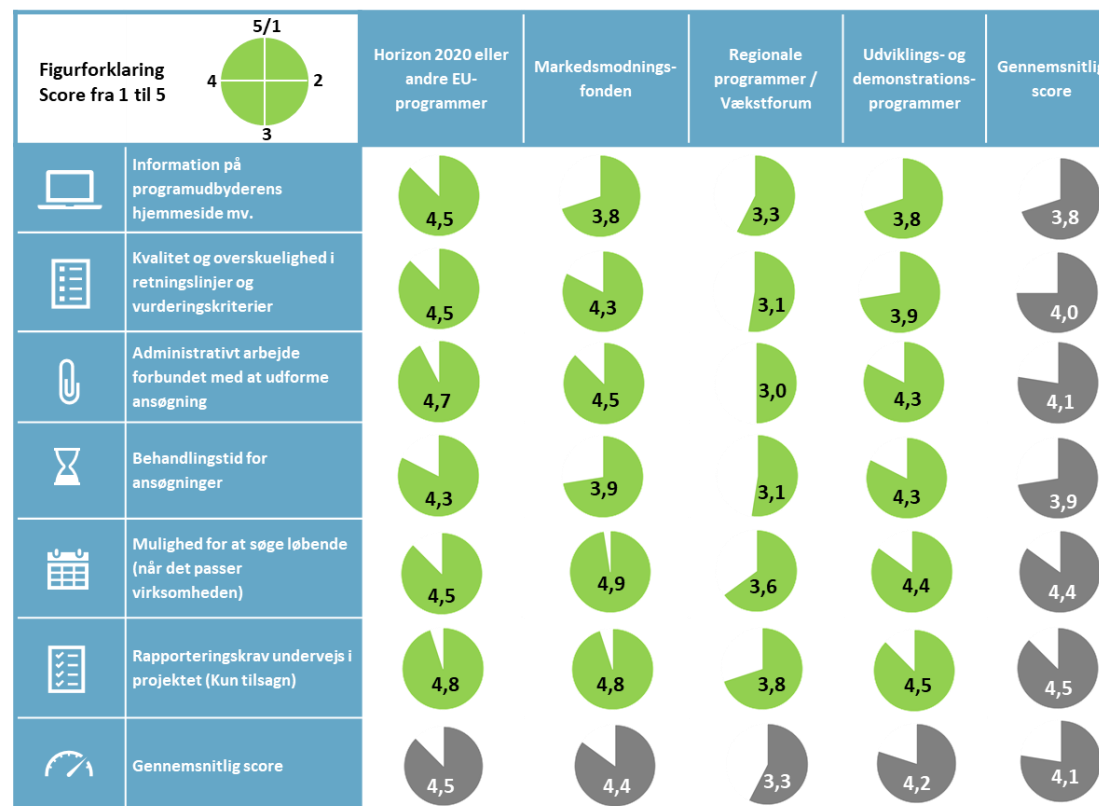 5/1
Figurforklaring
Score fra 1 til 5
4
2
3
Horizon 2020 eller
andre EU-
programmer
Markedsmodnings-
fonden
Regionale
programmer /
Vækstforum
Udviklings- og
demonstrations-
programmer
Gennemsnitlig
score
Information på
programudbyderens
hjemmeside mv.
4,5
3,8
3,3
3,8
3,8
Kvalitet og overskuelighed i
retningslinjer og
vurderingskriterier
4,5
4,3
3,1
3,9
4,0
Administrativt arbejde
forbundet med at udforme
ansøgning
4,7
4,5
3,0
4,3
4,1
Behandlingstid for
ansøgninger
4,3
3,9
3,1
4,3
3,9
Mulighed for at søge løbende
(når det passer
virksomheden)
4,5
4,9
3,6
4,4
4,4
Rapporteringskrav undervejs i
projektet (Kun tilsagn)
4,8
4,8
3,8
4,5
4,5
Gennemsnitlig score
4,5
4,4
3,3
4,2
4,1